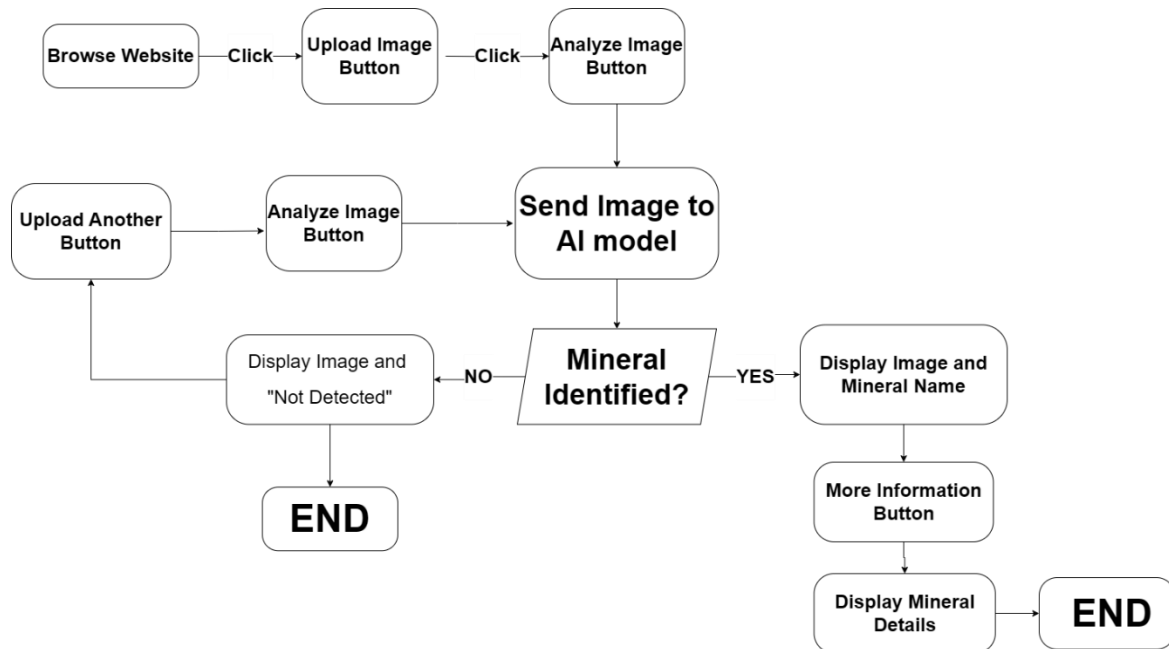 Browse Website
Click
Upload Image
Button
Click
Analyze Image
Button
Upload Another
Button
Analyze Image
Button
Send Image to
AI model
Display Image and
"Not Detected"
NO
Mineral
Identified?
YES
Display Image and
Mineral Name
END
More Information
Button
Display Mineral
Details
END